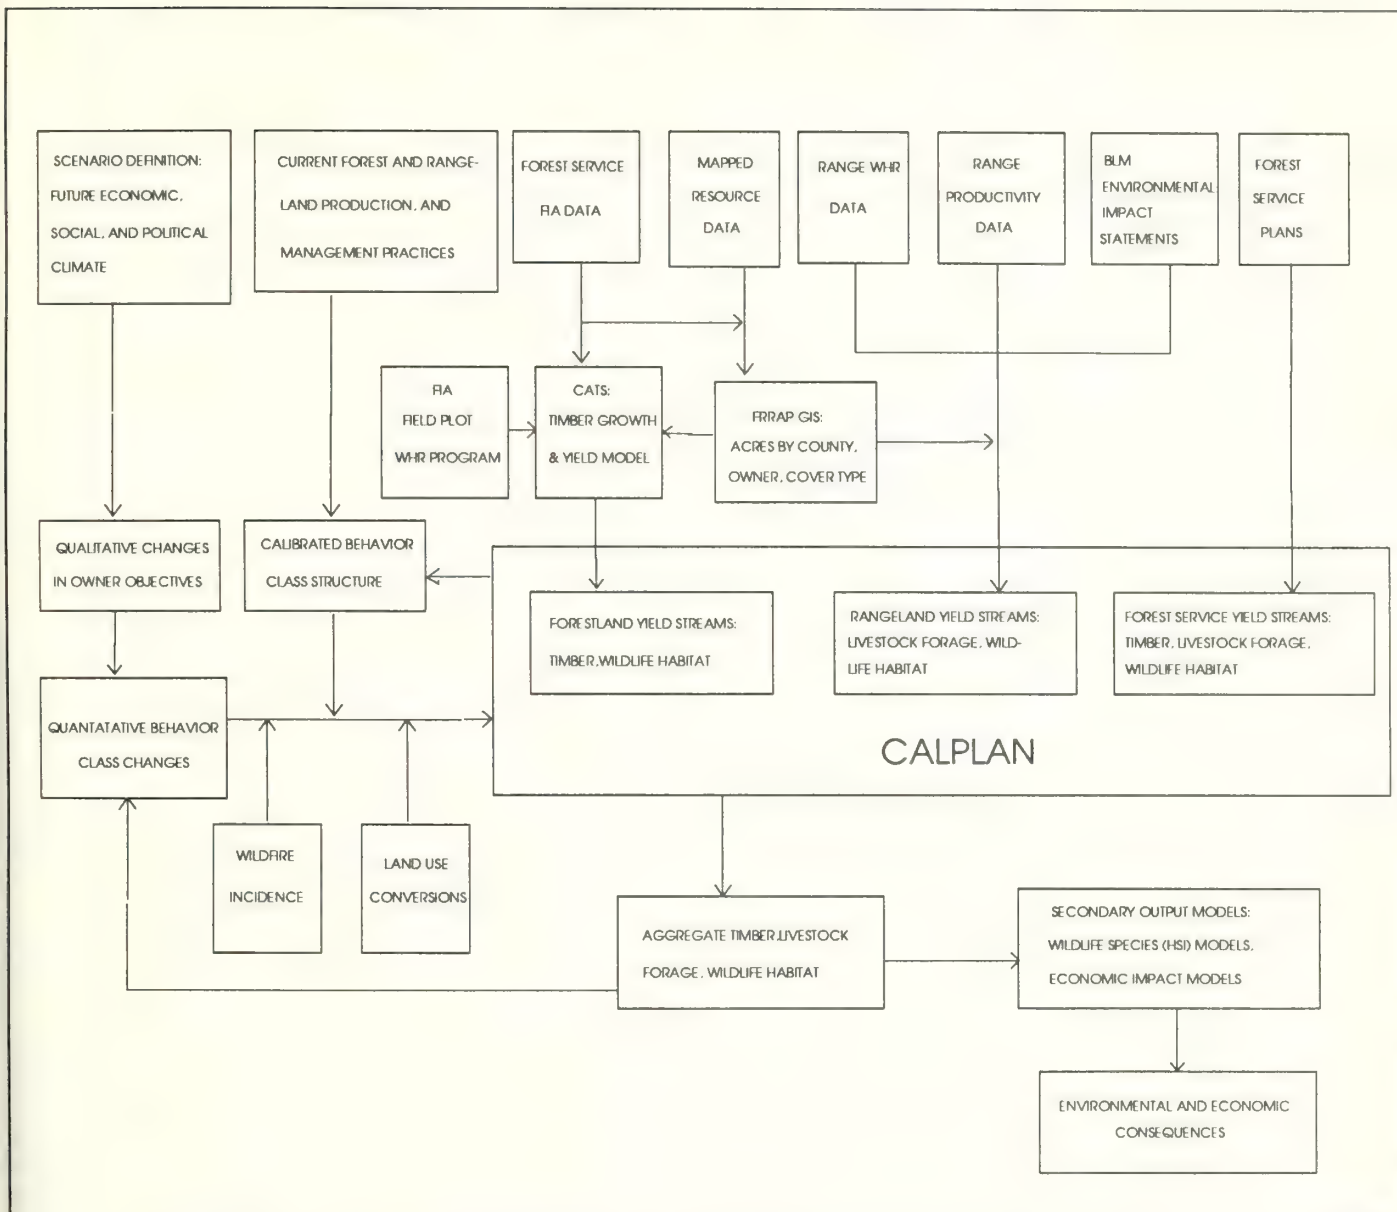 SCENARIO DEFINITION:
FUTURE ECONOMIC,
SOCIAL, AND POLITICAL
CLIMATE
CURRENT FOREST AND RANGE-
LAND PRODUCTION, AND
MANAGEMENT PRACTICES
FOREST SERVICE
FIA DATA
MAPPED
RESOURCE
DATA
RANGE WHR
DATA
RANGE
PRODUCTIVITY
DATA
BLM
ENVIRONMENTAL
IMPACT
STATEMENTS
FOREST
SERVICE
PLANS
FIA
FIELD PLOT
WHR PROGRAM
CATS:
TIMBER GROWTH
& YIELD MODEL
FRRAP GIS:
ACRES BY COUNTY,
OWNER, COVER TYPE
QUALITATIVE CHANGES
IN OWNER OBJECTIVES
CALIBRATED BEHAVIOR
CLASS STRUCTURE
FORESTLAND YIELD STREAMS:
TIMBER,WILDLIFE HABITAT
RANGELAND YIELD STREAMS:
LIVESTOCK FORAGE, WILD-
LIFE HABITAT
FOREST SERVICE YIELD STREAMS:
TIMBER, LIVESTOCK FORAGE,
WILDLIFE HABITAT
QUANTATATIVE BEHAVIOR
CLASS CHANGES
CALPLAN
WILDFIRE
INCIDENCE
LAND USE
CONVERSIONS
AGGREGATE TIMBER,LIVESTOCK
FORAGE, WILDLIFE HABITAT
SECONDARY OUTPUT MODELS:
WILDLIFE SPECIES (HSI) MODELS,
ECONOMIC IMPACT MODELS
ENVIRONMENTAL AND ECONOMIC
CONSEQUENCES